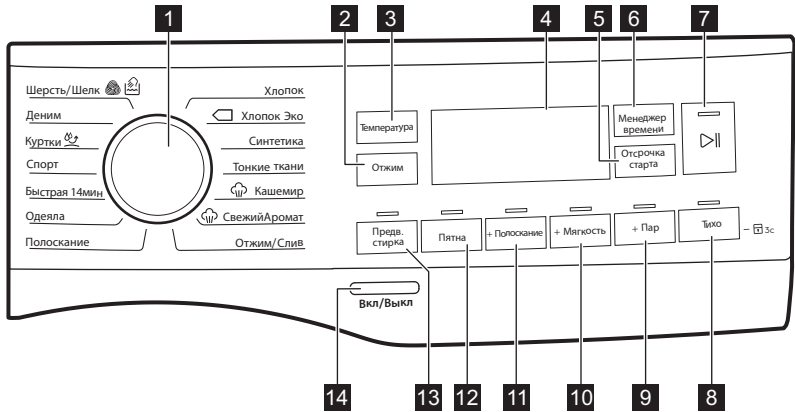 1
2
3
4
5
6
7
Шерсть/Шелк
Деним
Куртки
Спорт
Быстрая 14мин
Одеяла
Полоскание
Хлопок
Хлопок Эко
Синтетика
Тонкие ткани
Кашемир
СвежийАромат
Отжим/Слив
Температура
Отжим
Менеджер
времени
Отсрочка
старта
Предв.
стирка
Пятна
+ Полоскание
+ Мягкость
+ Пар
Тихо
3с
Вкл/Выкл
14
13
12
11
10
9
8